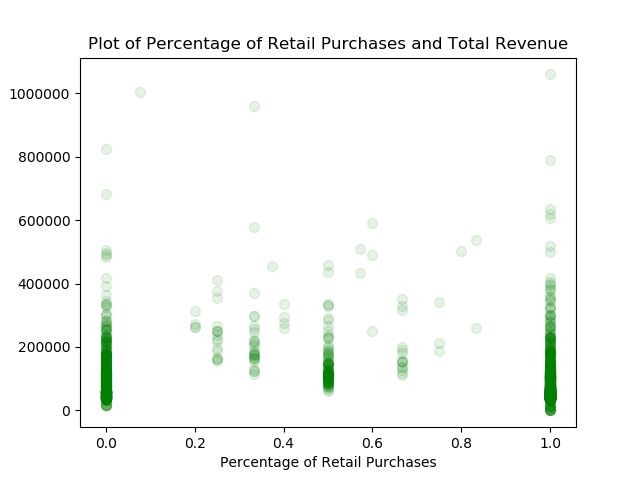 Plot of Percentage of Retail Purchases and Total Revenue
1000000
800000
600000
400000
200000
0
0.0 0.2 0.4 0.6 0.8 1.0
Percentage of Retail Purchases